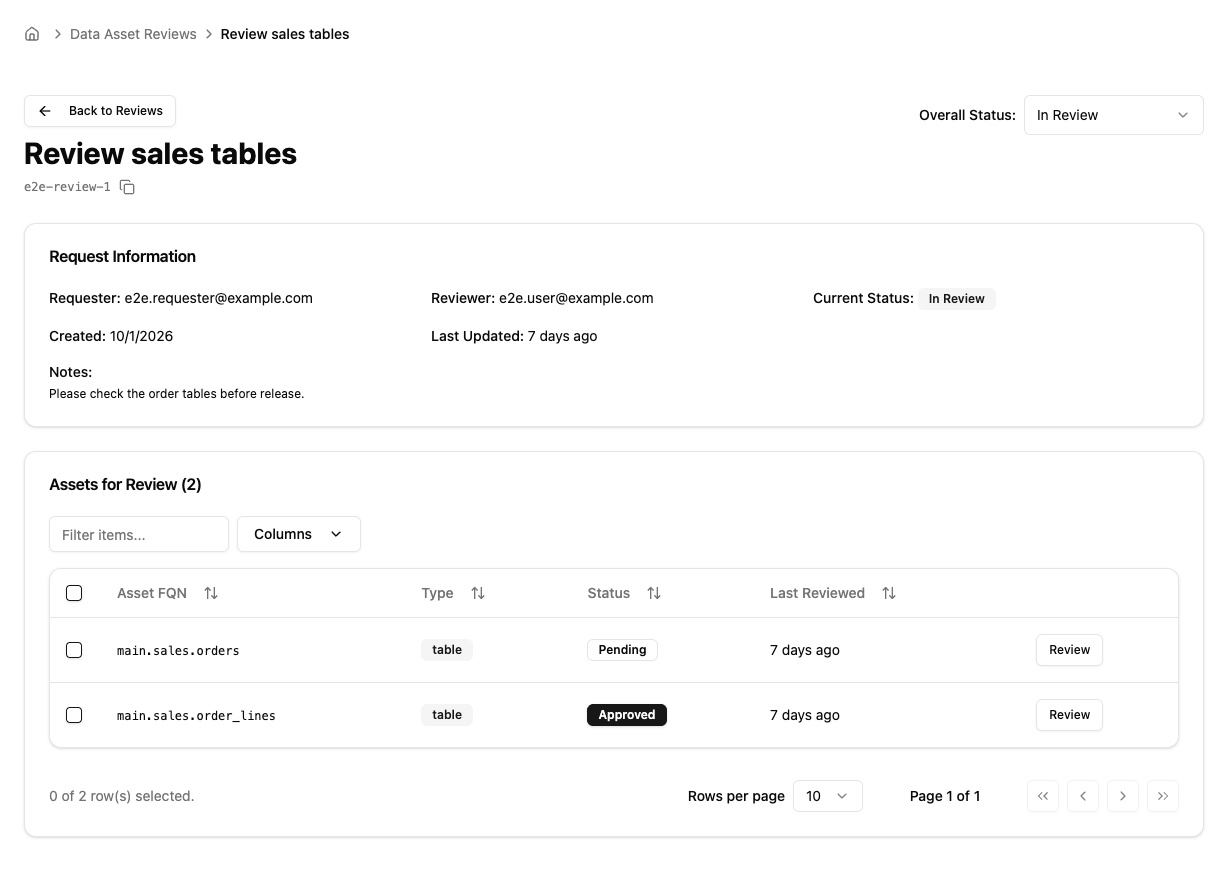 Data Asset Reviews
Review sales tables
Back to Reviews
Overall Status: In Review
Review sales tables
e2e-review-1
Request Information
Requester: e2e.requester@example.com
Reviewer: e2e.user@example.com
Current Status: In Review
Created: 10/1/2026
Last Updated: 7 days ago
Notes:
Please check the order tables before release.
Assets for Review (2)
Filter items...
Columns
Asset FQN Type Status Last Reviewed
main.sales.orders table Pending 7 days ago Review
main.sales.order_lines table Approved 7 days ago Review
0 of 2 row(s) selected.
Rows per page 10
Page 1 of 1